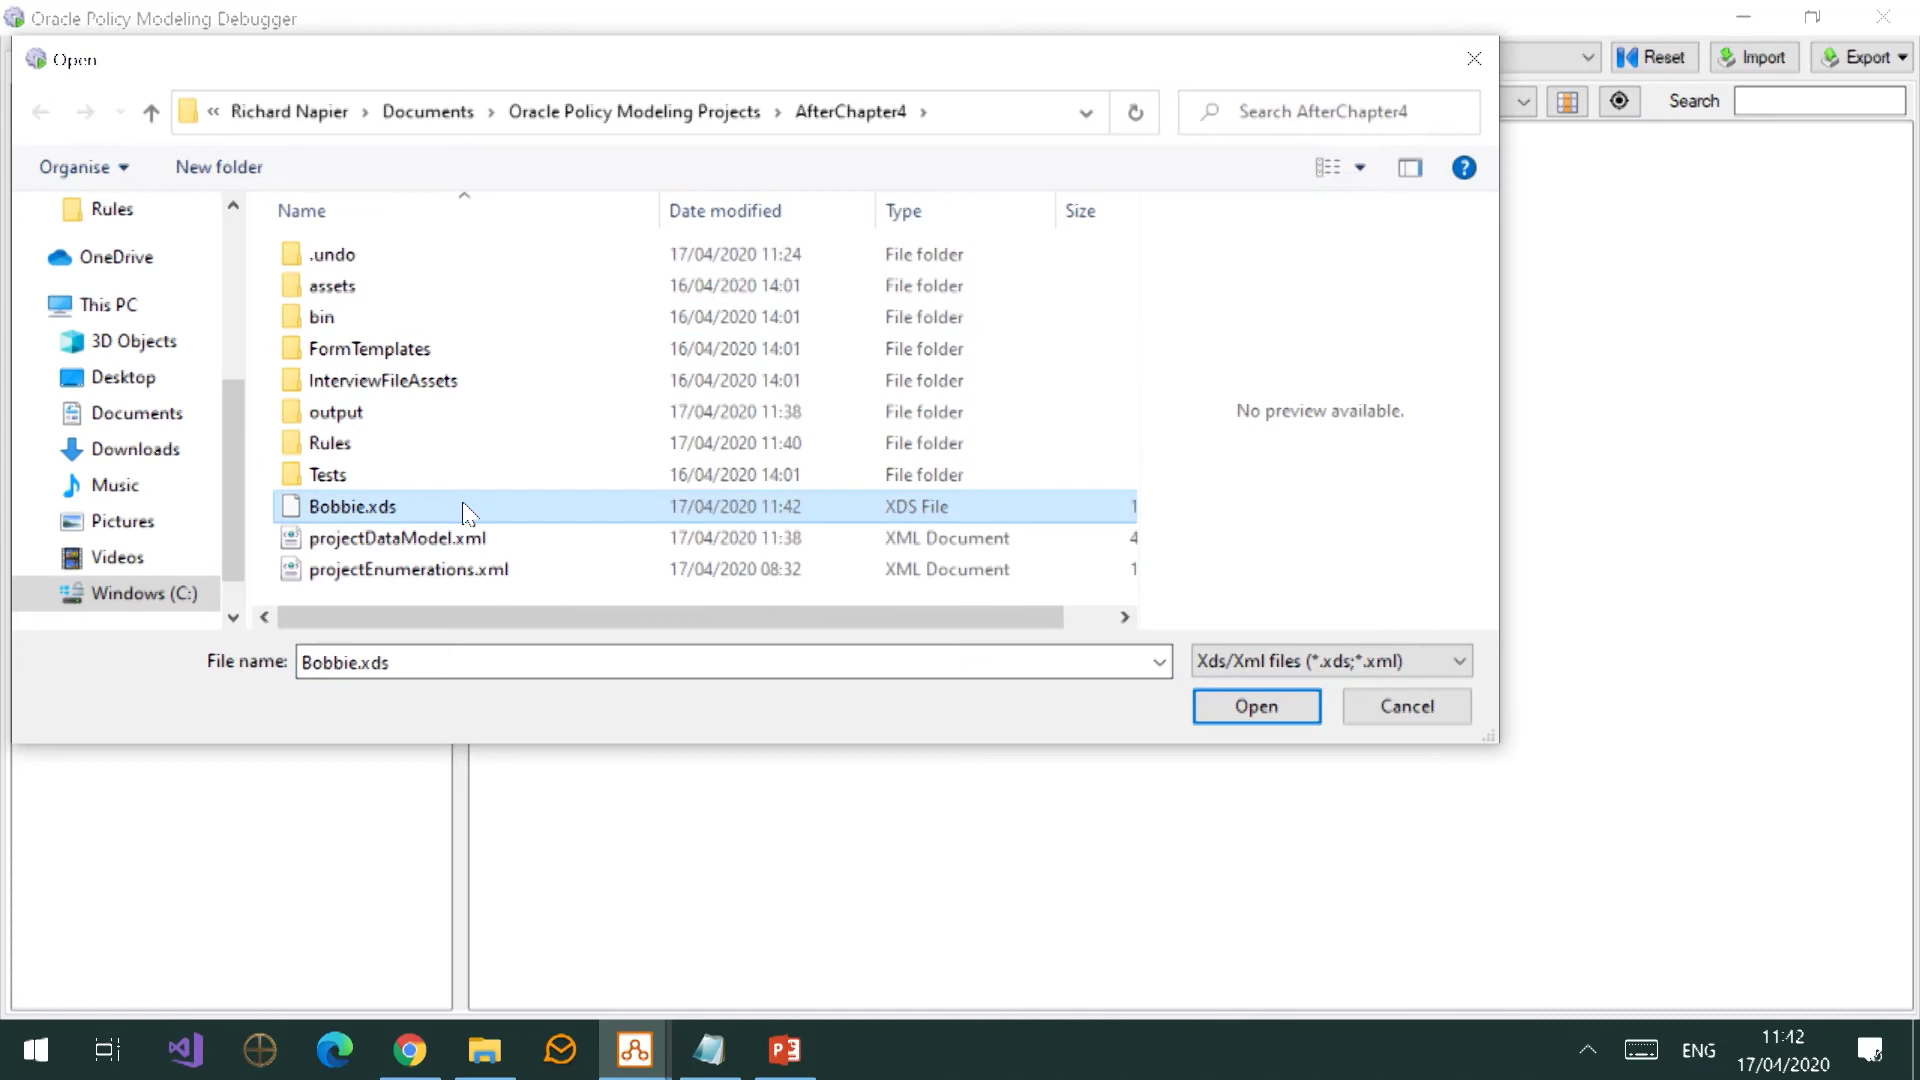 Oracle Policy Modeling Debugger
Open
Reset
Import
Export
« Richard Napier › Documents › Oracle Policy Modeling Projects › AfterChapter4 ›
Search AfterChapter4
Search
Organise
New folder
Name
Date modified
Type
Size
Rules
OneDrive
This PC
3D Objects
Desktop
Documents
Downloads
Music
Pictures
Videos
Windows (C:)
.undo 17/04/2020 11:24 File folder
assets 16/04/2020 14:01 File folder
bin 16/04/2020 14:01 File folder
FormTemplates 16/04/2020 14:01 File folder
InterviewFileAssets 16/04/2020 14:01 File folder
output 17/04/2020 11:38 File folder
Rules 17/04/2020 11:40 File folder
Tests 16/04/2020 14:01 File folder
Bobbie.xds 17/04/2020 11:42 XDS File 1
projectDataModel.xml 17/04/2020 11:38 XML Document 4
projectEnumerations.xml 17/04/2020 08:32 XML Document 1
No preview available.
File name: Bobbie.xds
Xds/Xml files (*.xds;*.xml)
Open
Cancel
ENG
11:42
17/04/2020